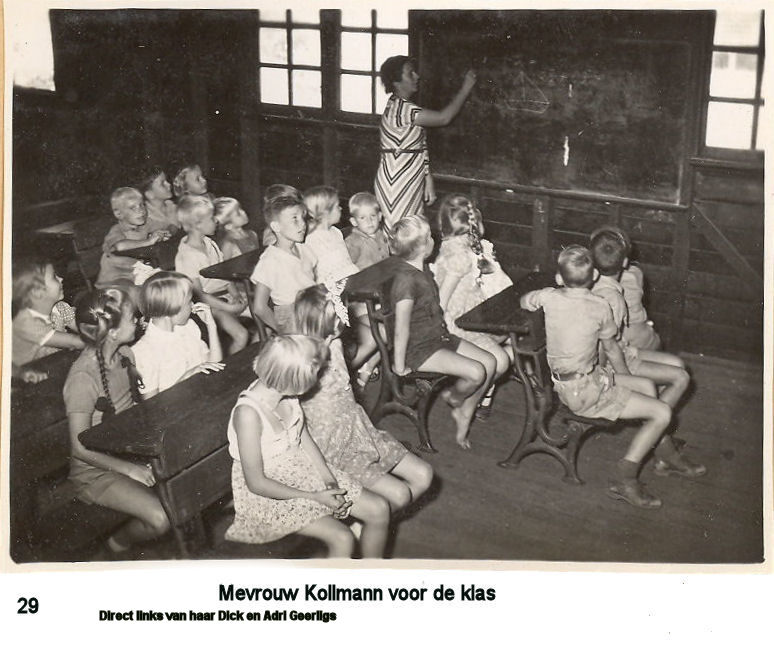 Mevrouw Kollmann voor de klas
29
Direct links van haar Dick en Adri Geerligs